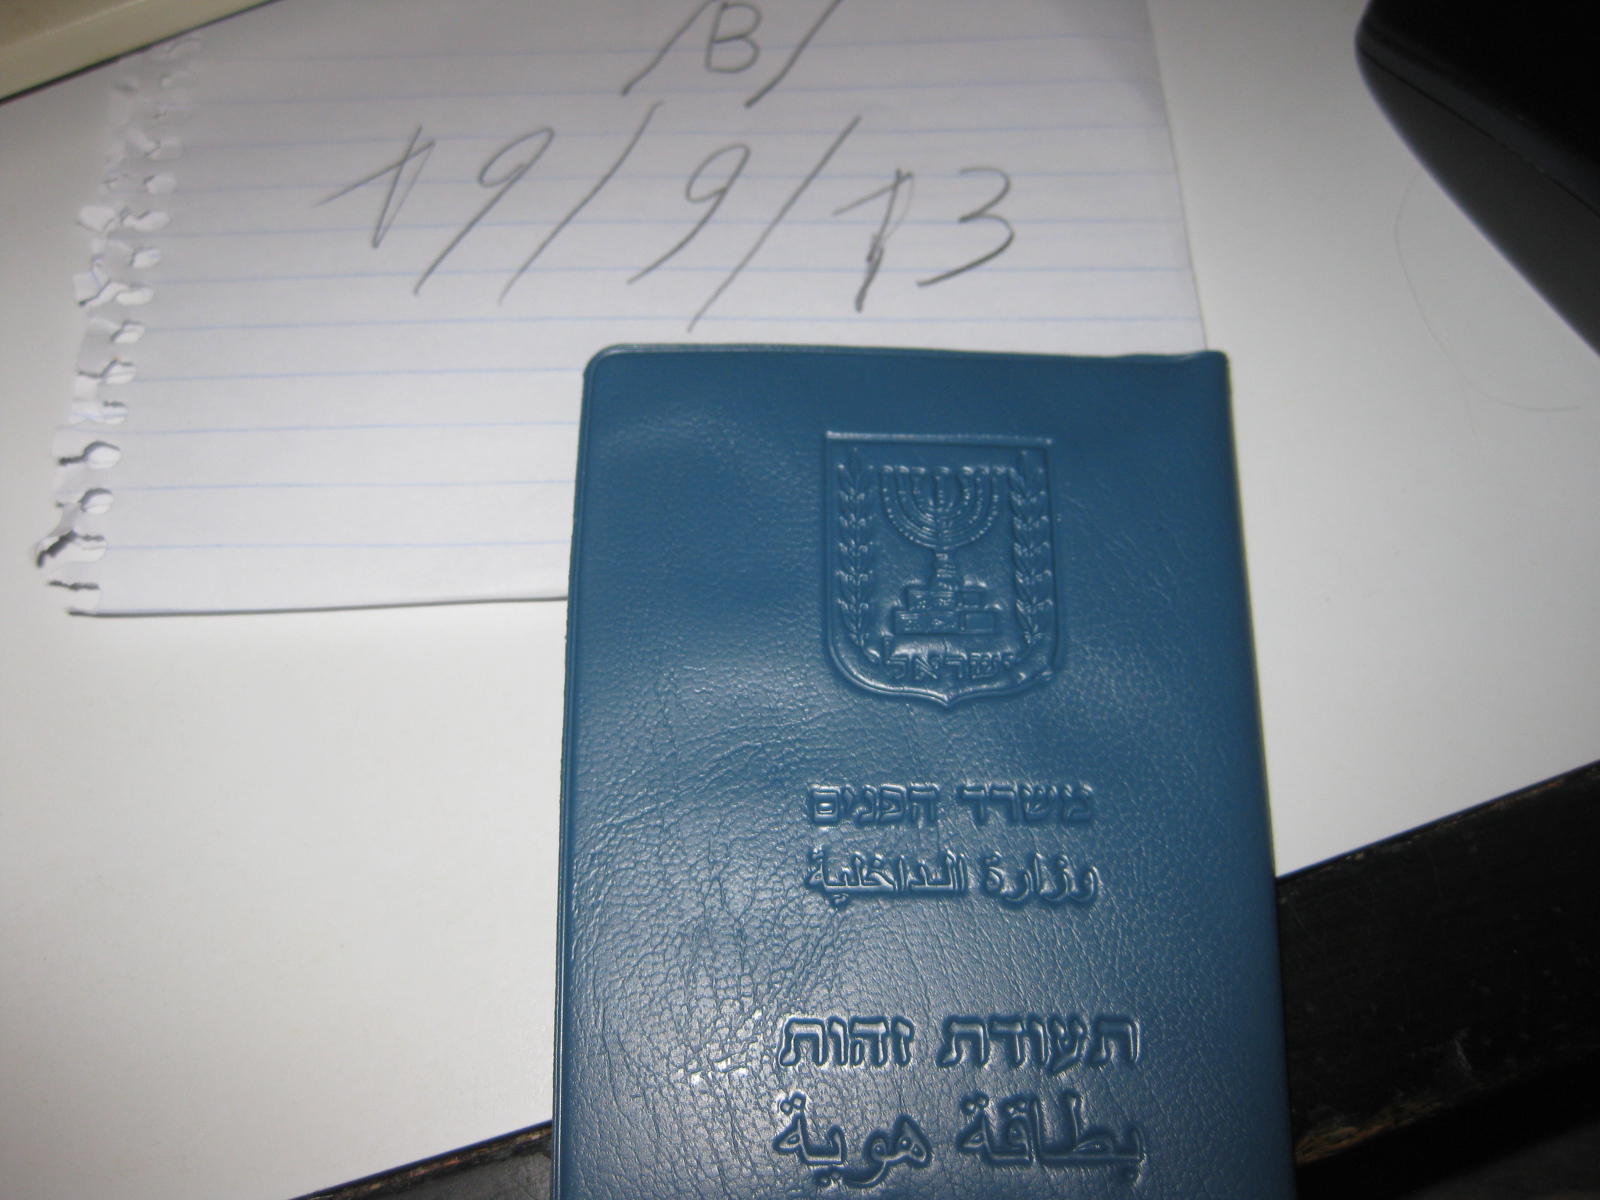 /B/
19/9/13
ישראל
משרד הפנים
وزارة الداخلية
תעודת זהות
بطاقة هوية